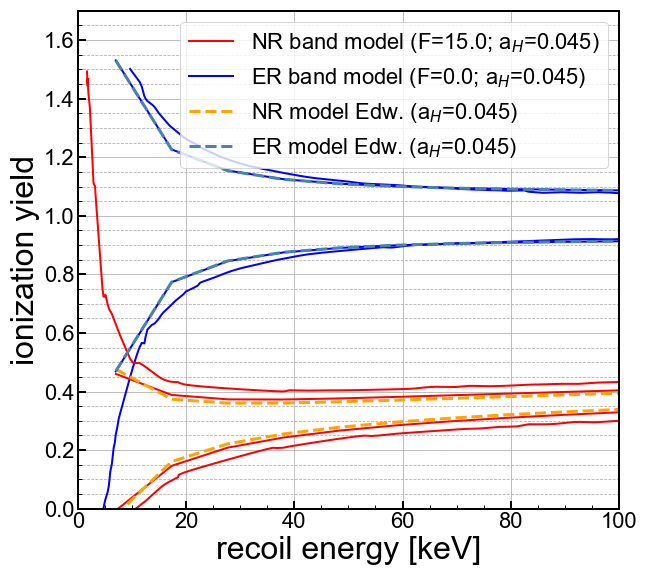 NR band model (F=15.0; a_H=0.045)
ER band model (F=0.0; a_H=0.045)
NR model Edw. (a_H=0.045)
ER model Edw. (a_H=0.045)
ionization yield
1.6
1.4
1.2
1.0
0.8
0.6
0.4
0.2
0.0
0 20 40 60 80 100
recoil energy [keV]